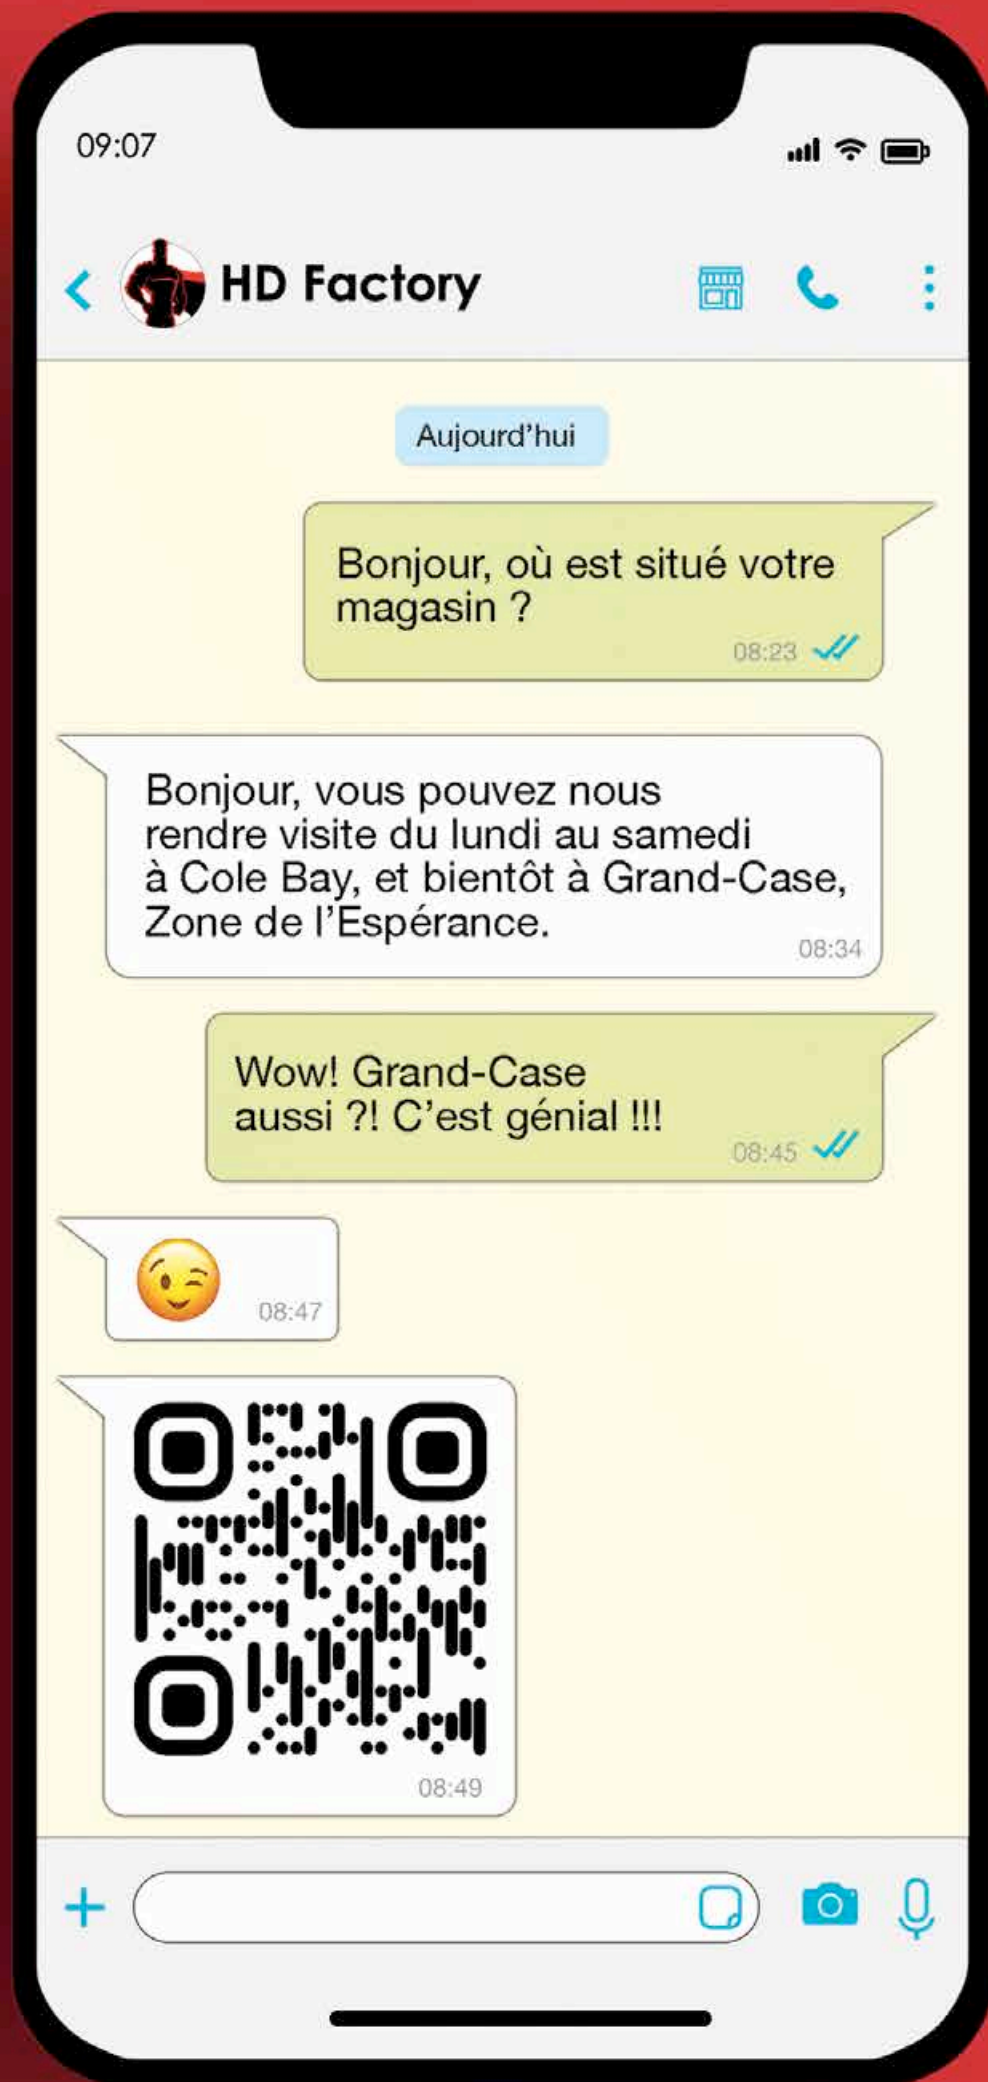 09:07
HD Factory
Aujourd'hui
Bonjour, où est situé votre
magasin ?
08:23
Bonjour, vous pouvez nous
rendre visite du lundi au samedi
à Cole Bay, et bientôt à Grand-Case,
Zone de l'Espérance.
08:34
Wow! Grand-Case
aussi ?! C'est génial !!!
08:45
08:47
08:49